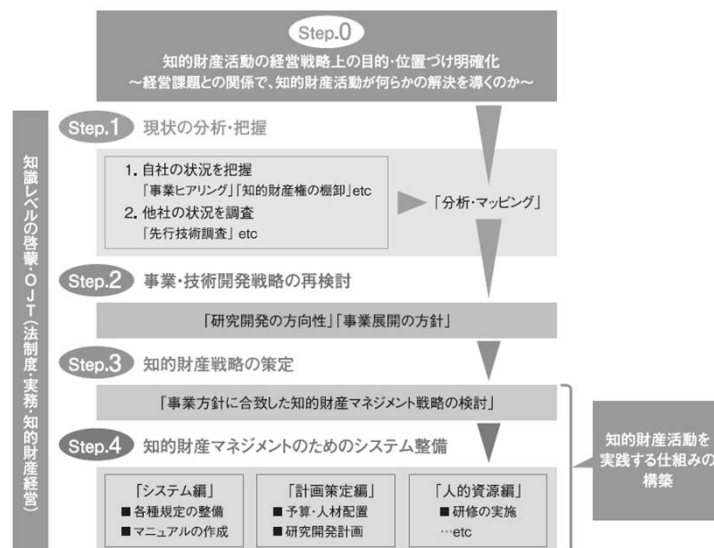 Step.0
知的財産活動の経営戦略上の目的・位置づけ明確化
～経営課題との関係で、知的財産活動が何らかの解決を導くのか～
知識レベルの啓蒙・OJT(法制度・実務・知的財産経営)
Step.1 現状の分析・把握
1. 自社の状況を把握
「事業ヒアリング」「知的財産権の棚卸」etc
2. 他社の状況を調査
「先行技術調査」 etc
「分析・マッピング」
Step.2 事業・技術開発戦略の再検討
「研究開発の方向性」「事業展開の方針」
Step.3 知的財産戦略の策定
「事業方針に合致した知的財産マネジメント戦略の検討」
Step.4 知的財産マネジメントのためのシステム整備
「システム編」
■各種規定の整備
■マニュアルの作成
「計画策定編」
■予算・人材配置
■研究開発計画
「人的資源編」
■研修の実施
…etc
知的財産活動を
実践する仕組みの
構築